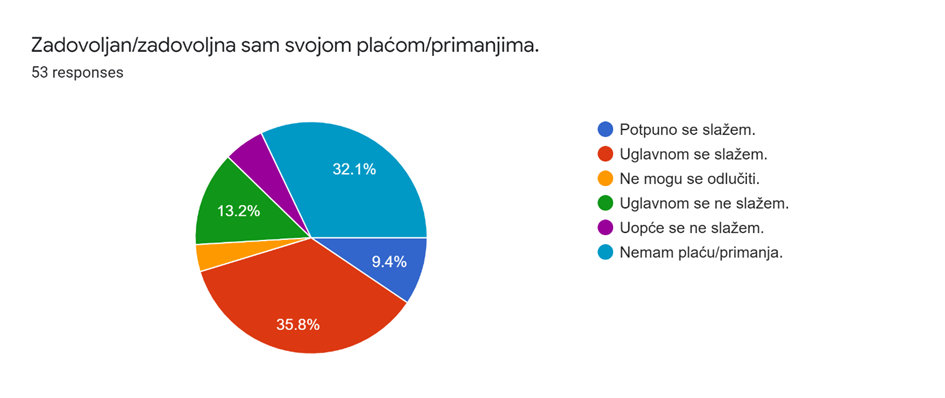 Zadovoljan/zadovoljna sam svojom plaćom/primanjima.
53 responses
32.1%
13.2%
9.4%
35.8%
Potpuno se slažem.
Uglavnom se slažem.
Ne mogu se odlučiti.
Uglavnom se ne slažem.
Uopće se ne slažem.
Nemam plaću/primanja.